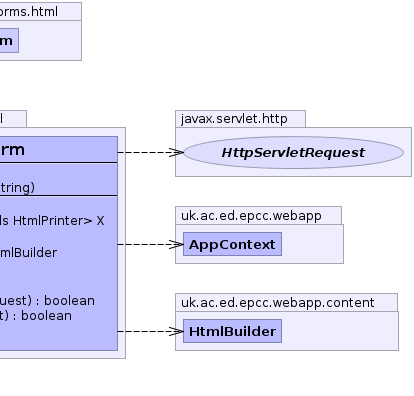 orms.html
m
l
rm
tring)
ls HtmlPrinter> X
mlBuilder
uest) : boolean
t) : boolean
javax.servlet.http
HttpServletRequest
uk.ac.ed.epcc.webapp
AppContext
uk.ac.ed.epcc.webapp.content
HtmlBuilder